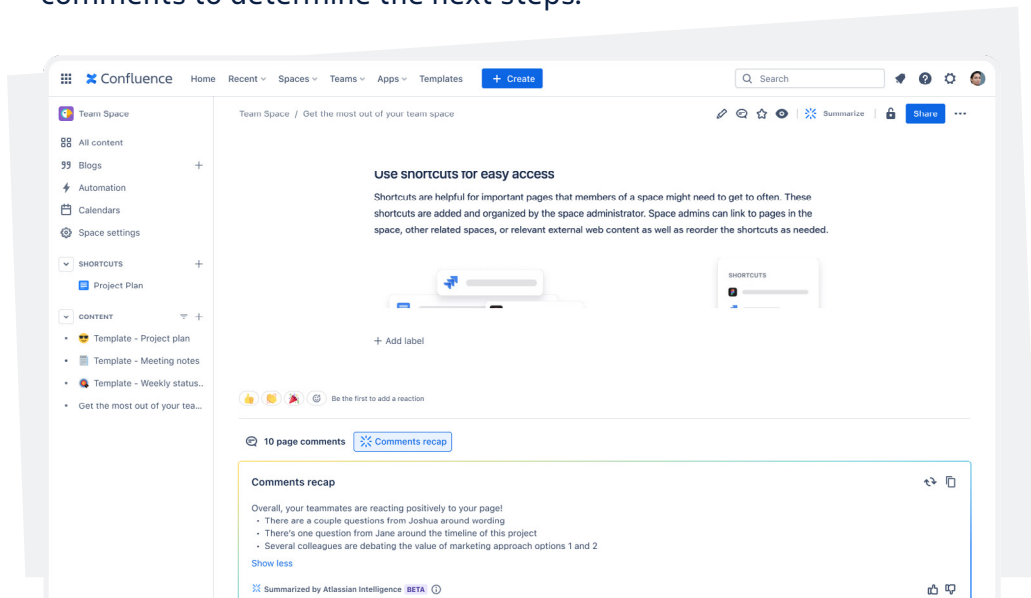 comments to determine the next steps.
Confluence Home Recent Spaces Teams Apps Templates + Create Search
Team Space
Team Space / Get the most out of your team space
Summarize
Share
All content
Blogs
Automation
Calendars
Space settings
SHORTCUTS
Project Plan
CONTENT
Template - Project plan
Template - Meeting notes
Template - Weekly status..
Get the most out of your tea...
Use shortcuts for easy access
Shortcuts are helpful for important pages that members of a space might need to get to often. These
shortcuts are added and organized by the space administrator. Space admins can link to pages in the
space, other related spaces, or relevant external web content as well as reorder the shortcuts as needed.
SHORTCUTS
+ Add label
Be the first to add a reaction
10 page comments
Comments recap
Comments recap
Overall, your teammates are reacting positively to your page!
• There are a couple questions from Joshua around wording
• There's one question from Jane around the timeline of this project
• Several colleagues are debating the value of marketing approach options 1 and 2
Show less
Summarized by Atlassian Intelligence BETA